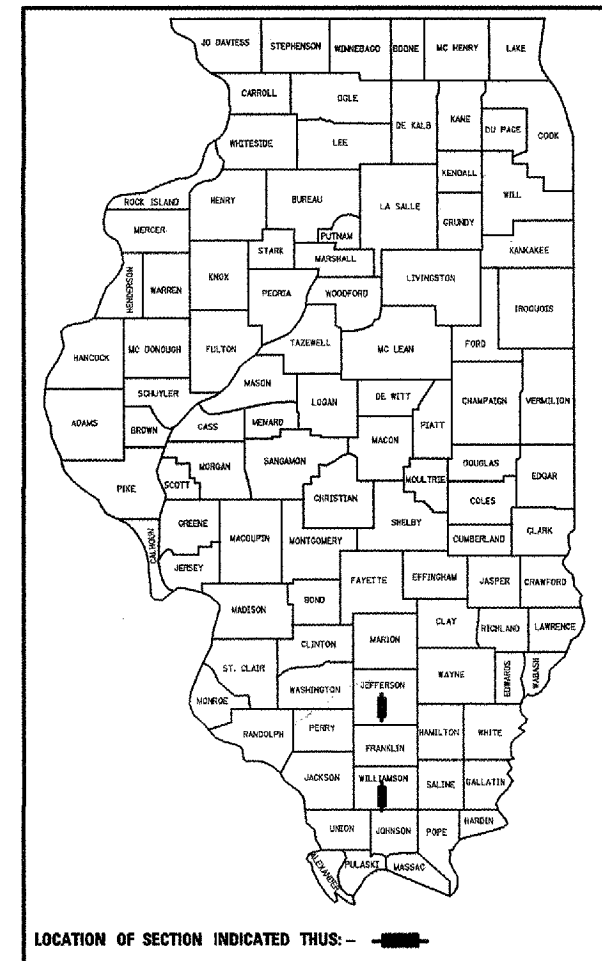 JO DAVIESS STEPHENSON WINNEBAGO BOONE MC HENRY LAKE
CARROLL OGLE DE KALB KANE DU PAGE COOK
WHITESIDE LEE
KENDALL WILL
ROCK ISLAND HENRY BUREAU LA SALLE GRUNDY
MERCER PUTNAM
STARK MARSHALL KANKAKEE
HENDERSON WARREN KNOX PEORIA WOODFORD LIVINGSTON IROQUOIS
HANCOCK MC DONOUGH FULTON TAZEWELL MC LEAN FORD
SCHUYLER MASON LOGAN DE WITT CHAMPAIGN VERMILION
ADAMS BROWN CASS MENARD MACON PIATT
PIKE SCOTT MORGAN SANGAMON CHRISTIAN MOULTRIE DOUGLAS EDGAR
COLES
CALHOUN GREENE MACOUPIN MONTGOMERY SHELBY CUMBERLAND CLARK
JERSEY FAYETTE EFFINGHAM JASPER CRAWFORD
MADISON BOND CLAY RICHLAND LAWRENCE
CLINTON MARION
ST. CLAIR WAYNE EDWARDS WABASH
MONROE WASHINGTON JEFFERSON
RANDOLPH PERRY HAMILTON WHITE
FRANKLIN
JACKSON WILLIAMSON SALINE GALLATIN
UNION JOHNSON POPE HARDIN
ALEXANDER PULASKI MASSAC
LOCATION OF SECTION INDICATED THUS: -